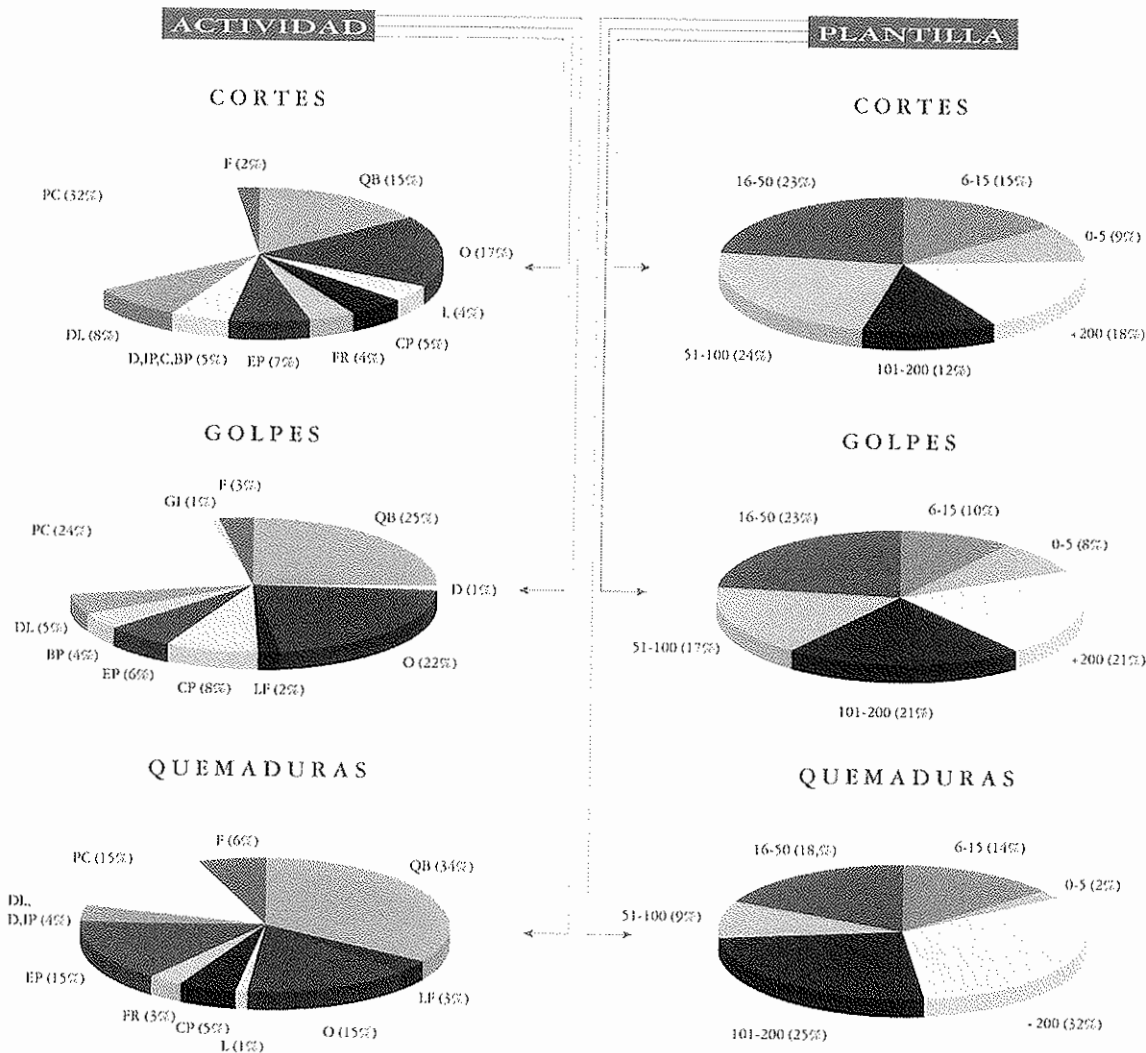 ACTIVIDAD
CORTES
F (2%)
QB (15%)
PC (32%)
O (17%)
L (4%)
CP (5%)
FR (4%)
EP (7%)
D,JP,C,BP (5%)
DL (8%)
GOLPES
F (3%)
GI (1%)
QB (25%)
PC (24%)
D (1%)
DL (5%)
BP (4%)
EP (6%)
CP (8%)
LF (2%)
O (22%)
QUEMADURAS
F (6%)
PC (15%)
QB (34%)
DL,
D,JP (4%)
EP (15%)
FR (3%)
CP (5%)
L (1%)
O (15%)
LF (3%)
PLANTILLA
CORTES
16-50 (23%)
6-15 (15%)
0-5 (9%)
+200 (18%)
101-200 (12%)
51-100 (24%)
GOLPES
16-50 (23%)
6-15 (10%)
0-5 (8%)
51-100 (17%)
+200 (21%)
101-200 (21%)
QUEMADURAS
16-50 (18,%)
6-15 (14%)
0-5 (2%)
51-100 (9%)
101-200 (25%)
+200 (32%)